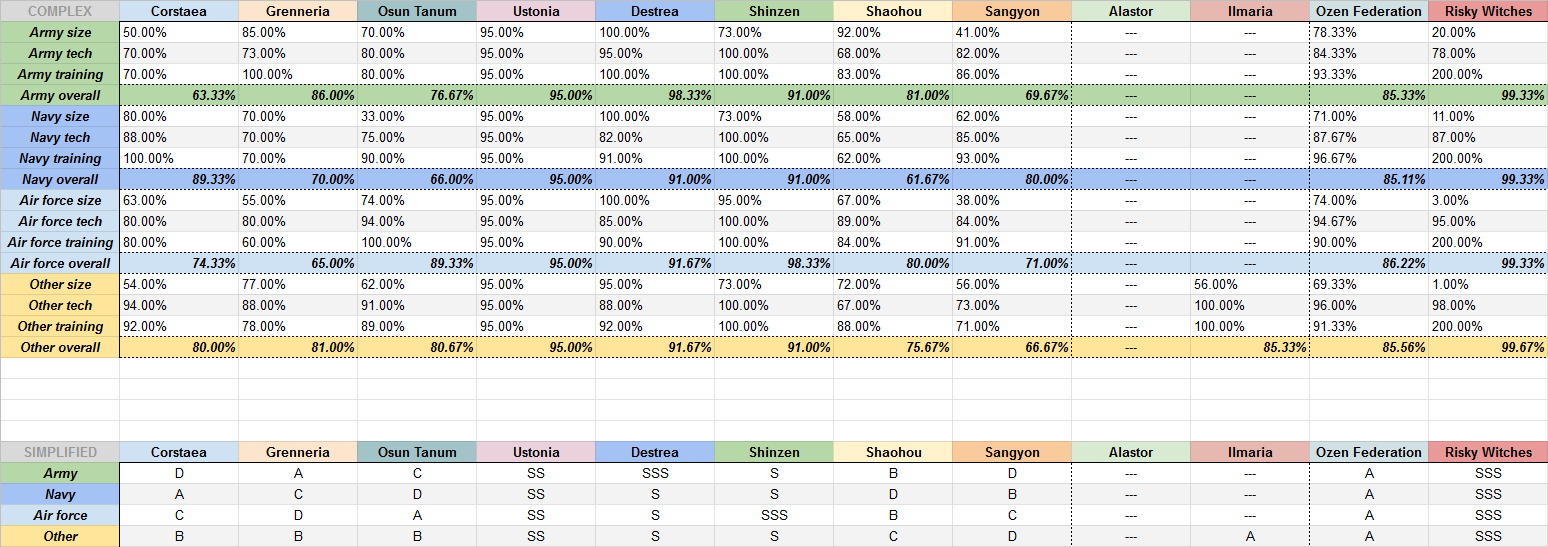 COMPLEX Corstaea Grenneria Osun Tanum Ustonia Destrea Shinzen Shaohou Sangyon Alastor Ilmaria Ozen Federation Risky Witches
Army size 50.00% 85.00% 70.00% 95.00% 100.00% 73.00% 92.00% 41.00% --- --- 78.33% 20.00%
Army tech 70.00% 73.00% 80.00% 95.00% 95.00% 100.00% 68.00% 82.00% --- --- 84.33% 78.00%
Army training 70.00% 100.00% 80.00% 95.00% 100.00% 100.00% 83.00% 86.00% --- --- 93.33% 200.00%
Army overall 63.33% 86.00% 76.67% 95.00% 98.33% 91.00% 81.00% 69.67% --- --- 85.33% 99.33%
Navy size 80.00% 70.00% 33.00% 95.00% 100.00% 73.00% 58.00% 62.00% --- --- 71.00% 11.00%
Navy tech 88.00% 70.00% 75.00% 95.00% 82.00% 100.00% 65.00% 85.00% --- --- 87.67% 87.00%
Navy training 100.00% 70.00% 90.00% 95.00% 91.00% 100.00% 62.00% 93.00% --- --- 96.67% 200.00%
Navy overall 89.33% 70.00% 66.00% 95.00% 91.00% 91.00% 61.67% 80.00% --- --- 85.11% 99.33%
Air force size 63.00% 55.00% 74.00% 95.00% 100.00% 95.00% 67.00% 38.00% --- --- 74.00% 3.00%
Air force tech 80.00% 80.00% 94.00% 95.00% 85.00% 100.00% 89.00% 84.00% --- --- 94.67% 95.00%
Air force training 80.00% 60.00% 100.00% 95.00% 90.00% 100.00% 84.00% 91.00% --- --- 90.00% 200.00%
Air force overall 74.33% 65.00% 89.33% 95.00% 91.67% 98.33% 80.00% 71.00% --- --- 86.22% 99.33%
Other size 54.00% 77.00% 62.00% 95.00% 95.00% 73.00% 72.00% 56.00% --- 56.00% 69.33% 1.00%
Other tech 94.00% 88.00% 91.00% 95.00% 88.00% 100.00% 67.00% 73.00% --- 100.00% 96.00% 98.00%
Other training 92.00% 78.00% 89.00% 95.00% 92.00% 100.00% 88.00% 71.00% --- 100.00% 91.33% 200.00%
Other overall 80.00% 81.00% 80.67% 95.00% 91.67% 91.00% 75.67% 66.67% --- 85.33% 85.56% 99.67%
SIMPLIFIED Corstaea Grenneria Osun Tanum Ustonia Destrea Shinzen Shaohou Sangyon Alastor Ilmaria Ozen Federation Risky Witches
Army D A C SS SSS S B D --- --- A SSS
Navy A C D SS S S D B --- --- A SSS
Air force C D A SS S SSS B C --- --- A SSS
Other B B B SS S S C D --- A A SSS